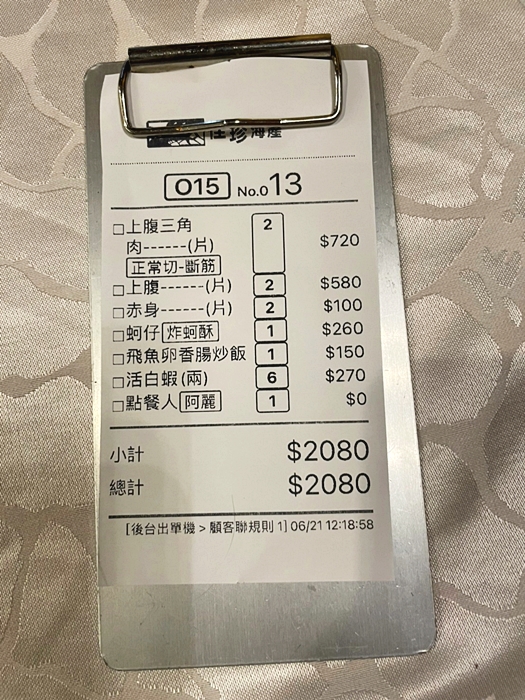 佳珍海產
015 No.013
□上腹三角 2
肉------(片) $720
正常切-斷筋
□上腹------(片) 2 $580
□赤身------(片) 2 $100
□蚵仔 炸蚵酥 1 $260
□飛魚卵香腸炒飯 1 $150
□活白蝦(兩) 6 $270
□點餐人 阿麗 1 $0
小計 $2080
總計 $2080
[後台出單機 > 顧客聯規則 1] 06/21 12:18:58